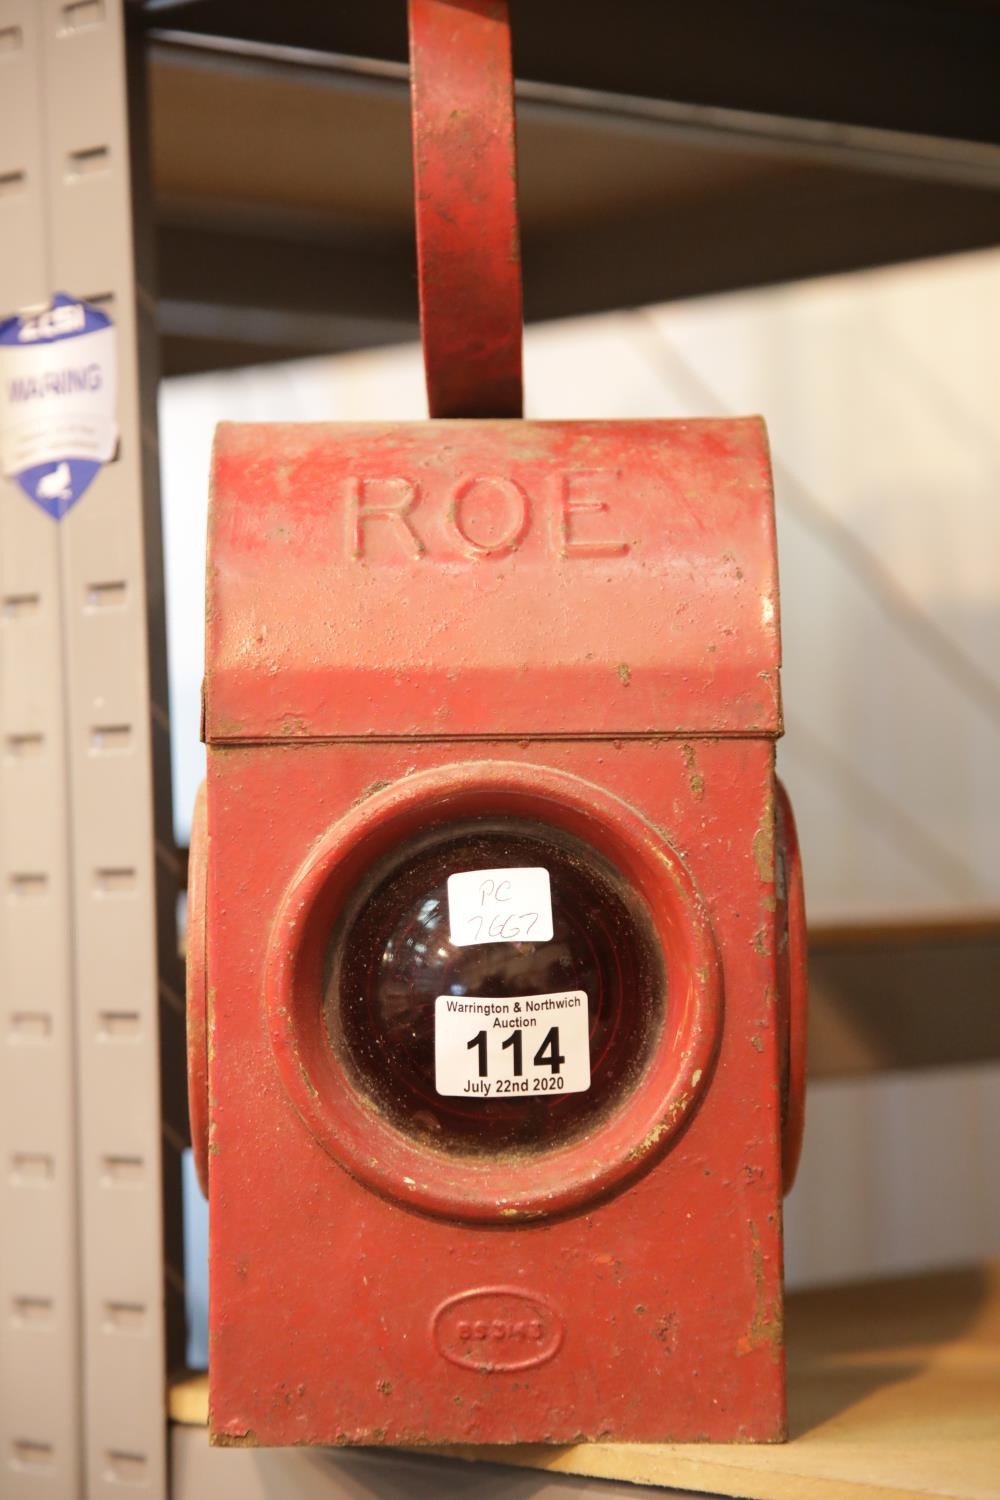 WARNING
ROE
PC
7667
Warrington & Northwich
Auction
114
July 22nd 2020
BS3143